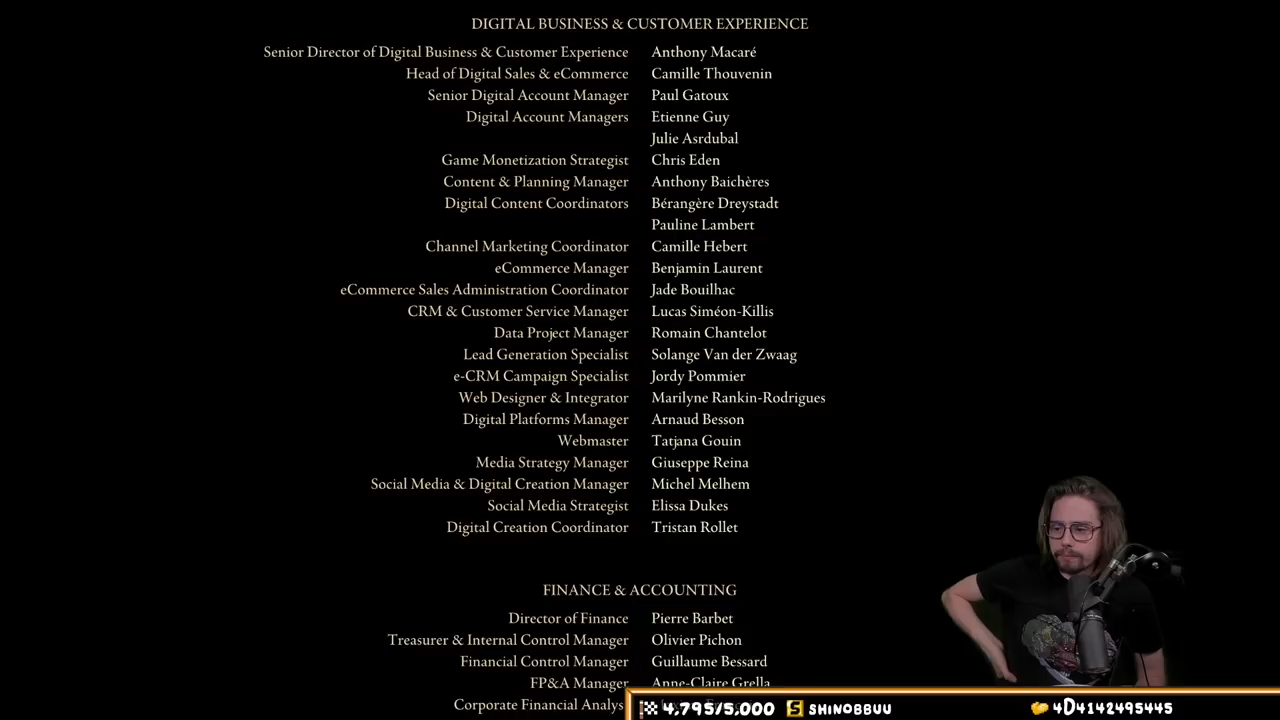 DIGITAL BUSINESS & CUSTOMER EXPERIENCE
Senior Director of Digital Business & Customer Experience Anthony Macaré
Head of Digital Sales & eCommerce Camille Thouvenin
Senior Digital Account Manager Paul Gatoux
Digital Account Managers Etienne Guy
Julie Asrdubal
Game Monetization Strategist Chris Eden
Content & Planning Manager Anthony Baichères
Digital Content Coordinators Bérangère Dreystadt
Pauline Lambert
Channel Marketing Coordinator Camille Hebert
eCommerce Manager Benjamin Laurent
eCommerce Sales Administration Coordinator Jade Bouilhac
CRM & Customer Service Manager Lucas Siméon-Killis
Data Project Manager Romain Chantelot
Lead Generation Specialist Solange Van der Zwaag
e-CRM Campaign Specialist Jordy Pommier
Web Designer & Integrator Marilyne Rankin-Rodrigues
Digital Platforms Manager Arnaud Besson
Webmaster Tatjana Gouin
Media Strategy Manager Giuseppe Reina
Social Media & Digital Creation Manager Michel Melhem
Social Media Strategist Elissa Dukes
Digital Creation Coordinator Tristan Rollet
FINANCE & ACCOUNTING
Director of Finance Pierre Barbet
Treasurer & Internal Control Manager Olivier Pichon
Financial Control Manager Guillaume Bessard
FP&A Manager Anne-Claire Grella
Corporate Financial Analys
4,795/5,000 S SHINOBBUU 4D4142495445